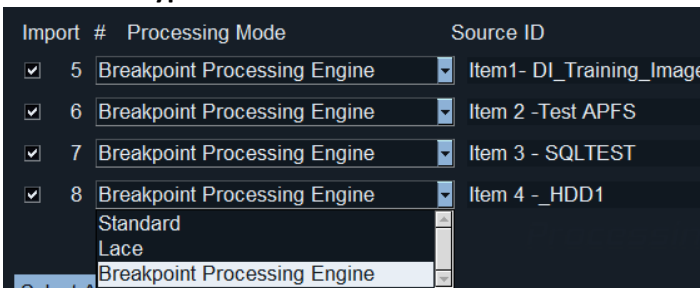 Import # Processing Mode Source ID
5 Breakpoint Processing Engine Item1- DI_Training_Image
6 Breakpoint Processing Engine Item 2 -Test APFS
7 Breakpoint Processing Engine Item 3 - SQLTEST
8 Breakpoint Processing Engine Item 4 -_HDD1
Standard
Lace
Breakpoint Processing Engine